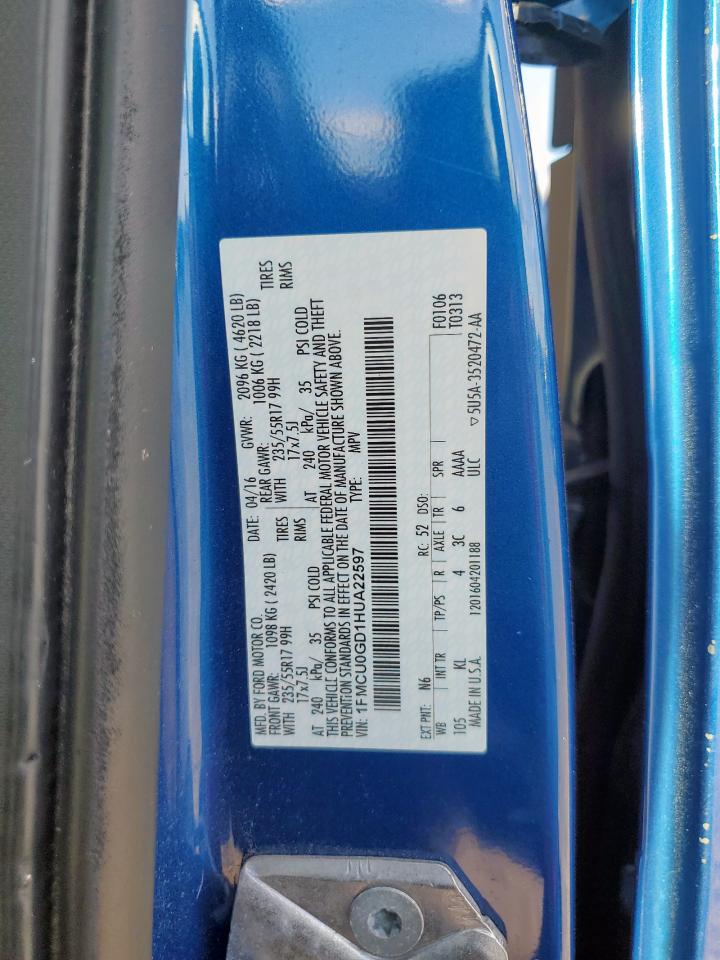 MFD. BY FORD MOTOR CO. DATE: 04/16 GVWR: 2096 KG ( 4620 LB)
FRONT GAWR: 1098 KG ( 2420 LB) REAR GAWR: 1006 KG ( 2218 LB)
WITH 235/55R17 99H TIRES WITH 235/55R17 99H TIRES
17x7.5J RIMS 17x7.5J RIMS
AT 240 kPa/ 35 PSI COLD AT 240 kPa/ 35 PSI COLD
THIS VEHICLE CONFORMS TO ALL APPLICABLE FEDERAL MOTOR VEHICLE SAFETY AND THEFT
PREVENTION STANDARDS IN EFFECT ON THE DATE OF MANUFACTURE SHOWN ABOVE.
VIN: 1FMCU0GD1HUA22597 TYPE: MPV
EXT PNT: N6 RC: 52 DSO: F0106
WB INT TR TP/PS R AXLE TR SPR T0313
105 KL 4 3C 6 AAAA
MADE IN U.S.A. 1201604201188 ULC ▽5U5A-3520472-AA